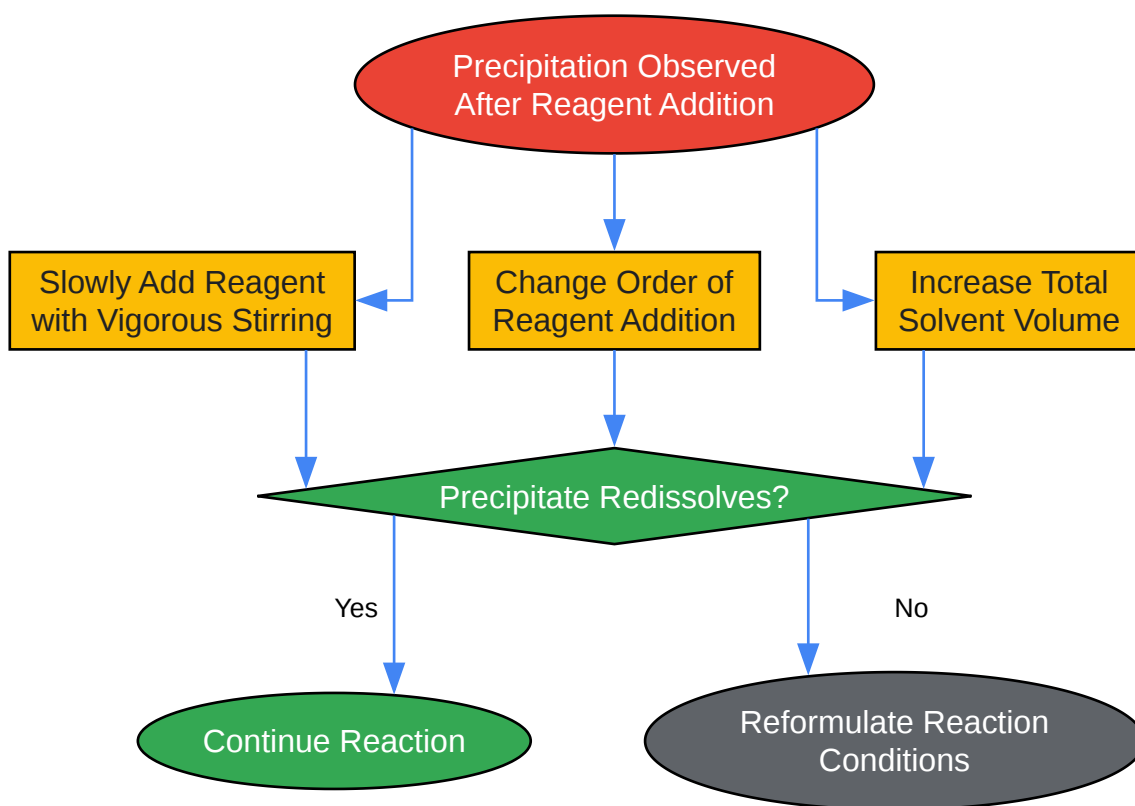 Precipitation Observed
After Reagent Addition
Slowly Add Reagent
with Vigorous Stirring
Change Order of
Reagent Addition
Increase Total
Solvent Volume
Precipitate Redissolves?
Yes
No
Continue Reaction
Reformulate Reaction
Conditions